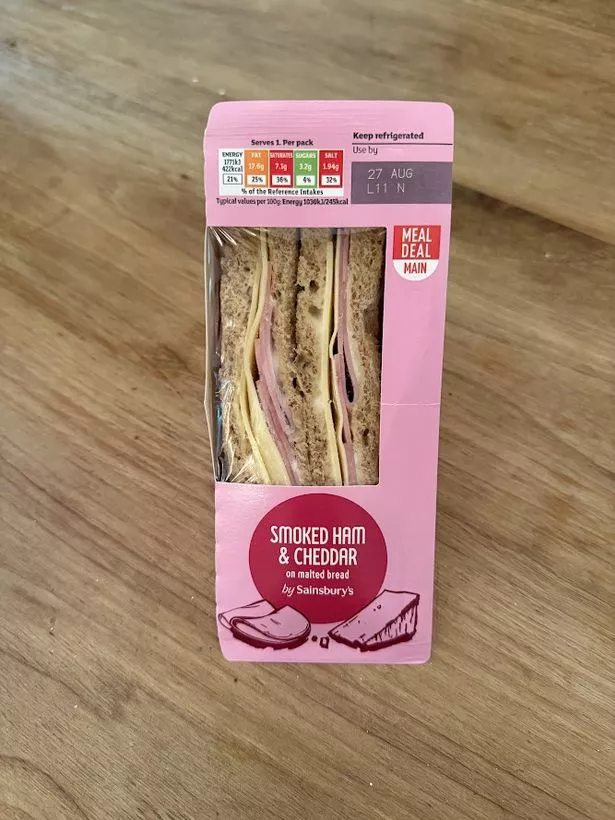 Serves 1. Per pack
Keep refrigerated
Use by
27 AUG
L11 N
ENERGY FAT SATURATES SUGARS SALT
1771kJ
422kcal 17.6g 7.3g 3.2g 1.94g
21% 25% 36% 4% 32%
% of the Reference Intakes
Typical values per 100g: Energy 1030kJ/245kcal
MEAL
DEAL
MAIN
SMOKED HAM
& CHEDDAR
on malted bread
by Sainsbury's